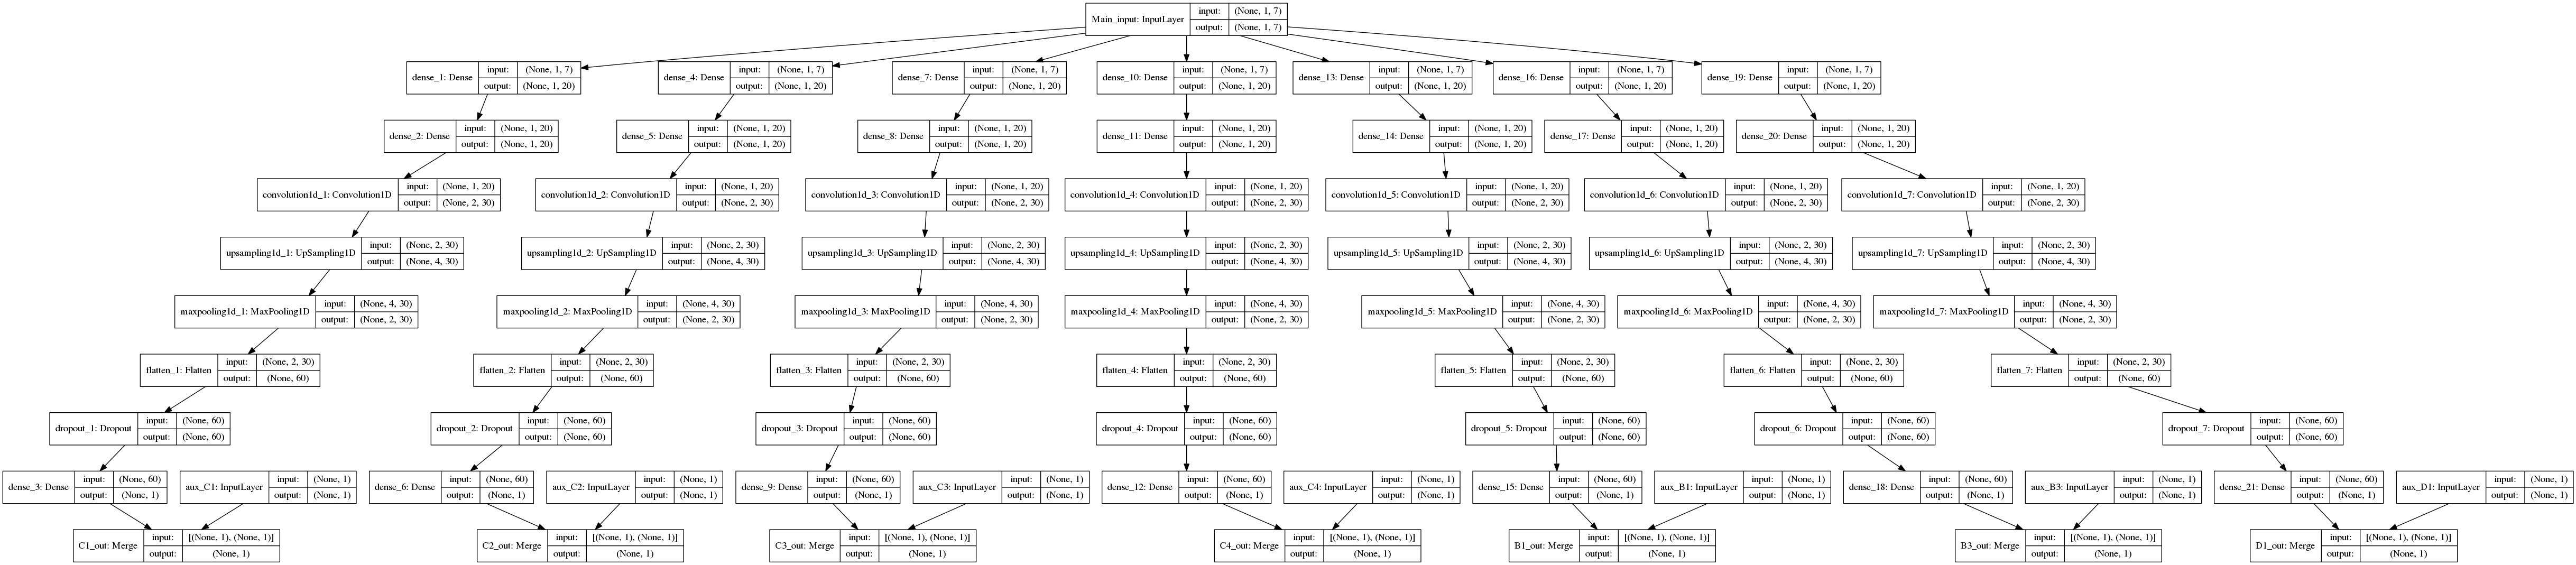 Main_input: InputLayer input: (None, 1, 7)
output: (None, 1, 7)
dense_1: Dense input: (None, 1, 7)
output: (None, 1, 20)
dense_4: Dense input: (None, 1, 7)
output: (None, 1, 20)
dense_7: Dense input: (None, 1, 7)
output: (None, 1, 20)
dense_10: Dense input: (None, 1, 7)
output: (None, 1, 20)
dense_13: Dense input: (None, 1, 7)
output: (None, 1, 20)
dense_16: Dense input: (None, 1, 7)
output: (None, 1, 20)
dense_19: Dense input: (None, 1, 7)
output: (None, 1, 20)
dense_2: Dense input: (None, 1, 20)
output: (None, 1, 20)
dense_5: Dense input: (None, 1, 20)
output: (None, 1, 20)
dense_8: Dense input: (None, 1, 20)
output: (None, 1, 20)
dense_11: Dense input: (None, 1, 20)
output: (None, 1, 20)
dense_14: Dense input: (None, 1, 20)
output: (None, 1, 20)
dense_17: Dense input: (None, 1, 20)
output: (None, 1, 20)
dense_20: Dense input: (None, 1, 20)
output: (None, 1, 20)
convolution1d_1: Convolution1D input: (None, 1, 20)
output: (None, 2, 30)
convolution1d_2: Convolution1D input: (None, 1, 20)
output: (None, 2, 30)
convolution1d_3: Convolution1D input: (None, 1, 20)
output: (None, 2, 30)
convolution1d_4: Convolution1D input: (None, 1, 20)
output: (None, 2, 30)
convolution1d_5: Convolution1D input: (None, 1, 20)
output: (None, 2, 30)
convolution1d_6: Convolution1D input: (None, 1, 20)
output: (None, 2, 30)
convolution1d_7: Convolution1D input: (None, 1, 20)
output: (None, 2, 30)
upsampling1d_1: UpSampling1D input: (None, 2, 30)
output: (None, 4, 30)
upsampling1d_2: UpSampling1D input: (None, 2, 30)
output: (None, 4, 30)
upsampling1d_3: UpSampling1D input: (None, 2, 30)
output: (None, 4, 30)
upsampling1d_4: UpSampling1D input: (None, 2, 30)
output: (None, 4, 30)
upsampling1d_5: UpSampling1D input: (None, 2, 30)
output: (None, 4, 30)
upsampling1d_6: UpSampling1D input: (None, 2, 30)
output: (None, 4, 30)
upsampling1d_7: UpSampling1D input: (None, 2, 30)
output: (None, 4, 30)
maxpooling1d_1: MaxPooling1D input: (None, 4, 30)
output: (None, 2, 30)
maxpooling1d_2: MaxPooling1D input: (None, 4, 30)
output: (None, 2, 30)
maxpooling1d_3: MaxPooling1D input: (None, 4, 30)
output: (None, 2, 30)
maxpooling1d_4: MaxPooling1D input: (None, 4, 30)
output: (None, 2, 30)
maxpooling1d_5: MaxPooling1D input: (None, 4, 30)
output: (None, 2, 30)
maxpooling1d_6: MaxPooling1D input: (None, 4, 30)
output: (None, 2, 30)
maxpooling1d_7: MaxPooling1D input: (None, 4, 30)
output: (None, 2, 30)
flatten_1: Flatten input: (None, 2, 30)
output: (None, 60)
flatten_2: Flatten input: (None, 2, 30)
output: (None, 60)
flatten_3: Flatten input: (None, 2, 30)
output: (None, 60)
flatten_4: Flatten input: (None, 2, 30)
output: (None, 60)
flatten_5: Flatten input: (None, 2, 30)
output: (None, 60)
flatten_6: Flatten input: (None, 2, 30)
output: (None, 60)
flatten_7: Flatten input: (None, 2, 30)
output: (None, 60)
dropout_1: Dropout input: (None, 60)
output: (None, 60)
dropout_2: Dropout input: (None, 60)
output: (None, 60)
dropout_3: Dropout input: (None, 60)
output: (None, 60)
dropout_4: Dropout input: (None, 60)
output: (None, 60)
dropout_5: Dropout input: (None, 60)
output: (None, 60)
dropout_6: Dropout input: (None, 60)
output: (None, 60)
dropout_7: Dropout input: (None, 60)
output: (None, 60)
dense_3: Dense input: (None, 60)
output: (None, 1)
aux_C1: InputLayer input: (None, 1)
output: (None, 1)
dense_6: Dense input: (None, 60)
output: (None, 1)
aux_C2: InputLayer input: (None, 1)
output: (None, 1)
dense_9: Dense input: (None, 60)
output: (None, 1)
aux_C3: InputLayer input: (None, 1)
output: (None, 1)
dense_12: Dense input: (None, 60)
output: (None, 1)
aux_C4: InputLayer input: (None, 1)
output: (None, 1)
dense_15: Dense input: (None, 60)
output: (None, 1)
aux_B1: InputLayer input: (None, 1)
output: (None, 1)
dense_18: Dense input: (None, 60)
output: (None, 1)
aux_B3: InputLayer input: (None, 1)
output: (None, 1)
dense_21: Dense input: (None, 60)
output: (None, 1)
aux_D1: InputLayer input: (None, 1)
output: (None, 1)
C1_out: Merge input: [(None, 1), (None, 1)]
output: (None, 1)
C2_out: Merge input: [(None, 1), (None, 1)]
output: (None, 1)
C3_out: Merge input: [(None, 1), (None, 1)]
output: (None, 1)
C4_out: Merge input: [(None, 1), (None, 1)]
output: (None, 1)
B1_out: Merge input: [(None, 1), (None, 1)]
output: (None, 1)
B3_out: Merge input: [(None, 1), (None, 1)]
output: (None, 1)
D1_out: Merge input: [(None, 1), (None, 1)]
output: (None, 1)